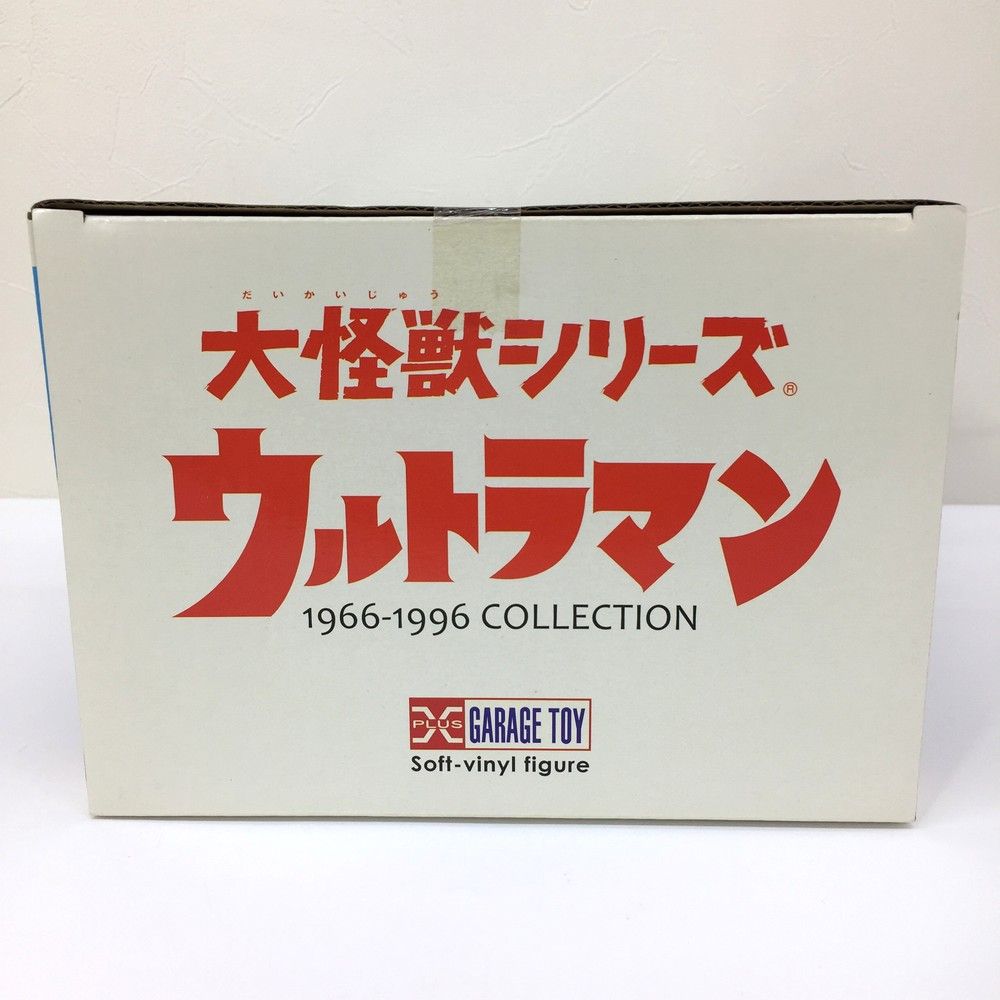 だいかいじゅう
大怪獣シリーズ®
ウルトラマン
1966-1996 COLLECTION
X PLUS GARAGE TOY
Soft-vinyl figure